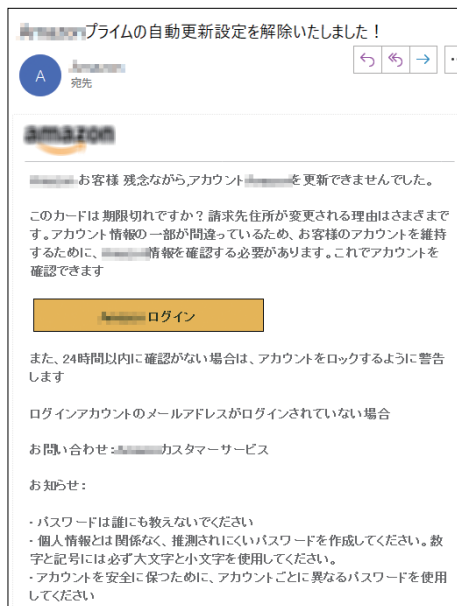 プライムの自動更新設定を解除いたしました！
A
宛先
amazon
お客様 残念ながら,アカウント を更新できませんでした。
このカードは期限切れですか？請求先住所が変更される理由はさまざまで
す。アカウント情報の一部が間違っているため、お客様のアカウントを維持
するために、 情報を確認する必要があります。これでアカウントを
確認できます
ログイン
また、24時間以内に確認がない場合は、アカウントをロックするように警告
します
ログインアカウントのメールアドレスがログインされていない場合
お問い合わせ: カスタマーサービス
お知らせ：
・パスワードは誰にも教えないでください
・個人情報とは関係なく、推測されにくいパスワードを作成してください。数
字と記号には必ず大文字と小文字を使用してください。
・アカウントを安全に保つために、アカウントごとに異なるパスワードを使用
してください